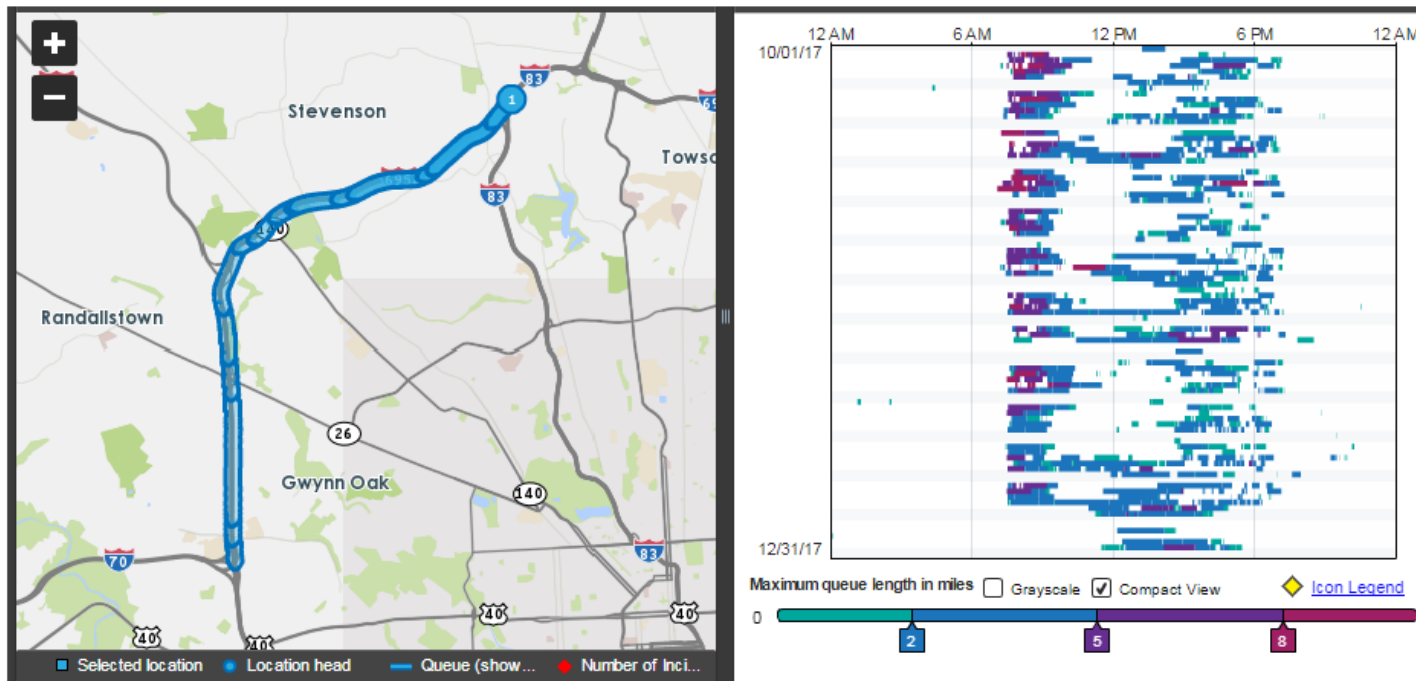 +
−
Stevenson
83
1
695
Towso
695
83
140
Randallstown
26
Gwynn Oak
140
70
83
40
40
40
40
Selected location
Location head
Queue (show...
Number of Inci...
12 AM
6 AM
12 PM
6 PM
12 AM
10/01/17
12/31/17
Maximum queue length in miles
Grayscale
Compact View
Icon Legend
0
2
5
8